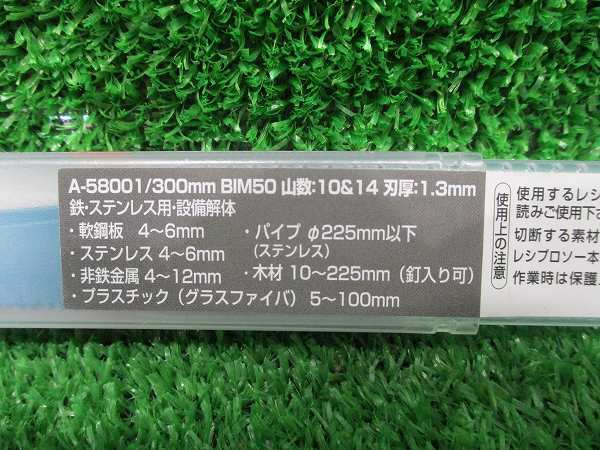 A-58001/300mm BIM50 山数:10&14 刃厚:1.3mm
鉄・ステンレス用・設備解体
・軟鋼板 4〜6mm
・ステンレス 4〜6mm
・非鉄金属 4〜12mm
・プラスチック（グラスファイバ）5〜100mm
・パイプ φ225mm以下
(ステンレス)
・木材 10〜225mm（釘入り可）
使用上の注意
使用するレシ
読みご使用下さ
切断する素材
レシプロソー本
作業時は保護